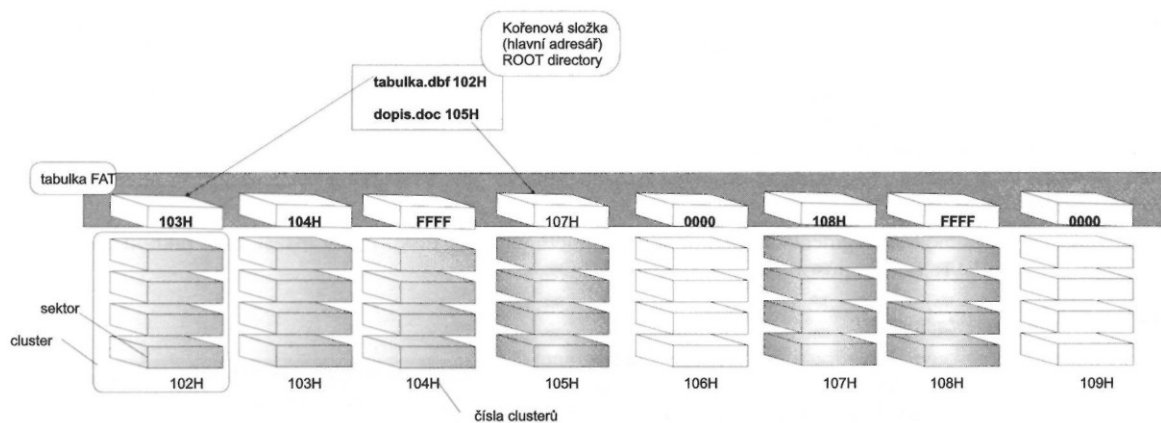 Kořenová složka
(hlavní adresář)
ROOT directory
tabulka.dbf 102H
dopis.doc 105H
tabulka FAT
103H 104H FFFF 107H 0000 108H FFFF 0000
sektor
cluster
102H 103H 104H 105H 106H 107H 108H 109H
čísla clusterů